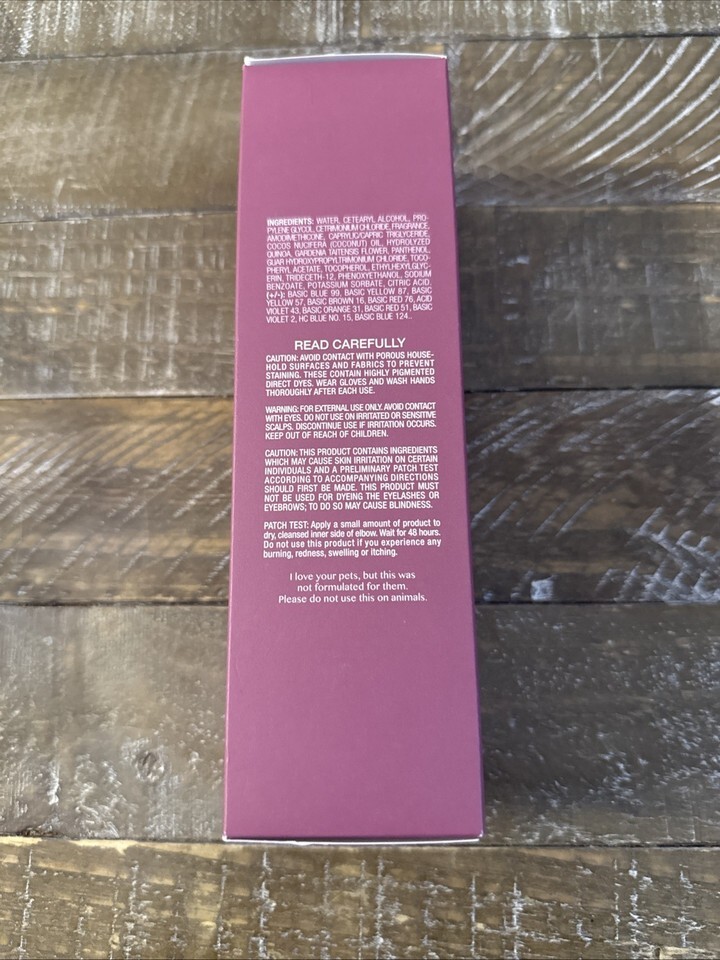 INGREDIENTS: WATER, CETEARYL ALCOHOL, PRO-
PYLENE GLYCOL, CETRIMONIUM CHLORIDE, FRAGRANCE,
AMODIMETHICONE, CAPRYLIC/CAPRIC TRIGLYCERIDE,
COCOS NUCIFERA (COCONUT) OIL, HYDROLYZED
QUINOA, GARDENIA TAITENSIS FLOWER, PANTHENOL,
GUAR HYDROXYPROPYLTRIMONIUM CHLORIDE, TOCO-
PHERYL ACETATE, TOCOPHEROL, ETHYLHEXYLGLYC-
ERIN, TRIDECETH-12, PHENOXYETHANOL, SODIUM
BENZOATE, POTASSIUM SORBATE, CITRIC ACID.
(+/-): BASIC BLUE 99, BASIC YELLOW 87, BASIC
YELLOW 57, BASIC BROWN 16, BASIC RED 76, ACID
VIOLET 43, BASIC ORANGE 31, BASIC RED 51, BASIC
VIOLET 2, HC BLUE NO. 15, BASIC BLUE 124..
READ CAREFULLY
CAUTION: AVOID CONTACT WITH POROUS HOUSE-
HOLD SURFACES AND FABRICS TO PREVENT
STAINING. THESE CONTAIN HIGHLY PIGMENTED
DIRECT DYES. WEAR GLOVES AND WASH HANDS
THOROUGHLY AFTER EACH USE.
WARNING: FOR EXTERNAL USE ONLY. AVOID CONTACT
WITH EYES. DO NOT USE ON IRRITATED OR SENSITIVE
SCALPS. DISCONTINUE USE IF IRRITATION OCCURS.
KEEP OUT OF REACH OF CHILDREN.
CAUTION: THIS PRODUCT CONTAINS INGREDIENTS
WHICH MAY CAUSE SKIN IRRITATION ON CERTAIN
INDIVIDUALS AND A PRELIMINARY PATCH TEST
ACCORDING TO ACCOMPANYING DIRECTIONS
SHOULD FIRST BE MADE. THIS PRODUCT MUST
NOT BE USED FOR DYEING THE EYELASHES OR
EYEBROWS; TO DO SO MAY CAUSE BLINDNESS.
PATCH TEST: Apply a small amount of product to
dry, cleansed inner side of elbow. Wait for 48 hours.
Do not use this product if you experience any
burning, redness, swelling or itching.
I love your pets, but this was
not formulated for them.
Please do not use this on animals.